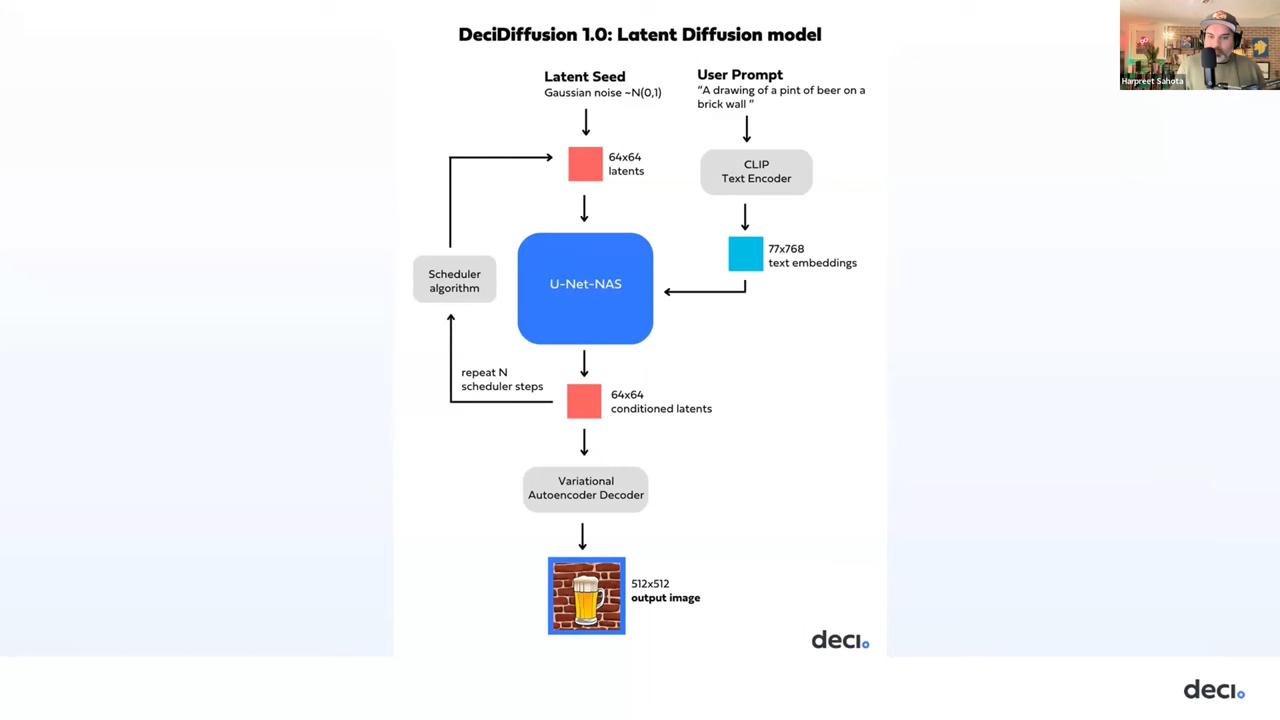 DeciDiffusion 1.0: Latent Diffusion model
Harpreet Sahota
Latent Seed
Gaussian noise ~N(0,1)
User Prompt
“A drawing of a pint of beer on a
brick wall ”
64x64
latents
CLIP
Text Encoder
77x768
text embeddings
Scheduler
algorithm
U-Net-NAS
repeat N
scheduler steps
64x64
conditioned latents
Variational
Autoencoder Decoder
512x512
output image
deci.
deci.